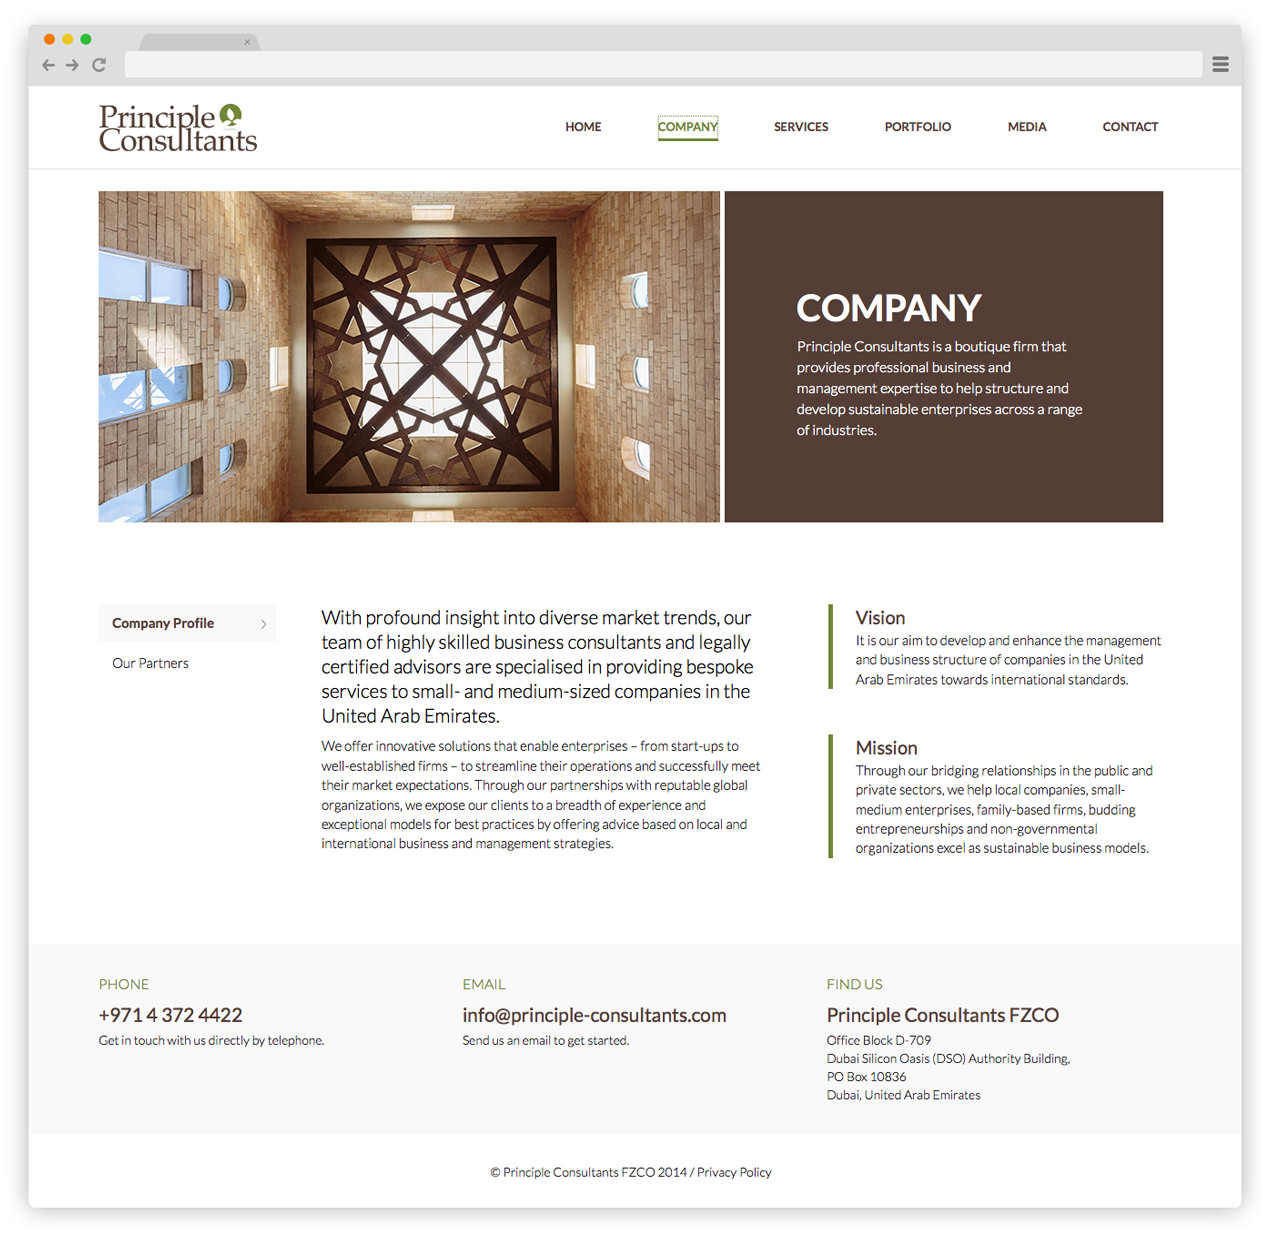 Principle
Consultants
HOME
COMPANY
SERVICES
PORTFOLIO
MEDIA
CONTACT
COMPANY
Principle Consultants is a boutique firm that
provides professional business and
management expertise to help structure and
develop sustainable enterprises across a range
of industries.
Company Profile
Our Partners
With profound insight into diverse market trends, our
team of highly skilled business consultants and legally
certified advisors are specialised in providing bespoke
services to small- and medium-sized companies in the
United Arab Emirates.
We offer innovative solutions that enable enterprises – from start-ups to
well-established firms – to streamline their operations and successfully meet
their market expectations. Through our partnerships with reputable global
organizations, we expose our clients to a breadth of experience and
exceptional models for best practices by offering advice based on local and
international business and management strategies.
Vision
It is our aim to develop and enhance the management
and business structure of companies in the United
Arab Emirates towards international standards.
Mission
Through our bridging relationships in the public and
private sectors, we help local companies, small-
medium enterprises, family-based firms, budding
entrepreneurships and non-governmental
organizations excel as sustainable business models.
PHONE
+971 4 372 4422
Get in touch with us directly by telephone.
EMAIL
info@principle-consultants.com
Send us an email to get started.
FIND US
Principle Consultants FZCO
Office Block D-709
Dubai Silicon Oasis (DSO) Authority Building,
PO Box 10836
Dubai, United Arab Emirates
© Principle Consultants FZCO 2014 / Privacy Policy